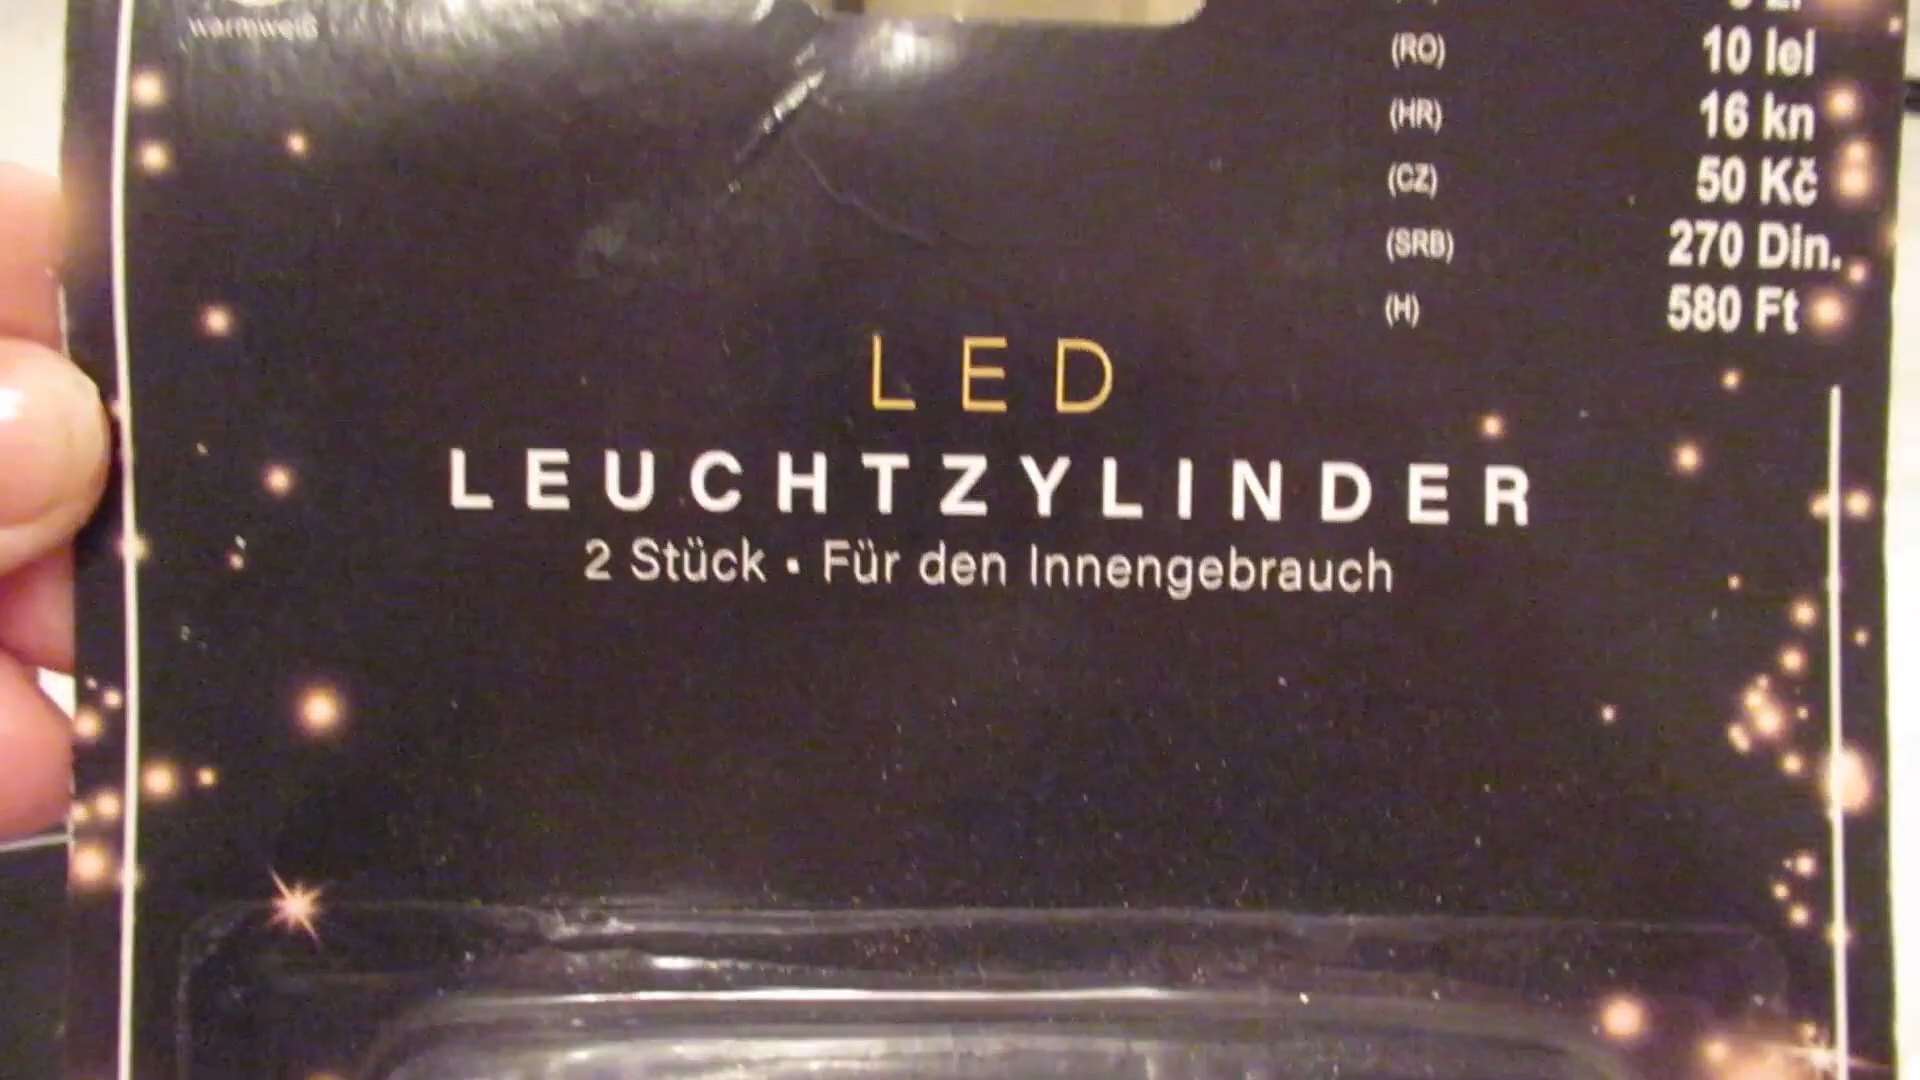 warmweiß
(RO) 10 lei
(HR) 16 kn
(CZ) 50 Kč
(SRB) 270 Din.
(H) 580 Ft
LED
LEUCHTZYLINDER
2 Stück · Für den Innengebrauch